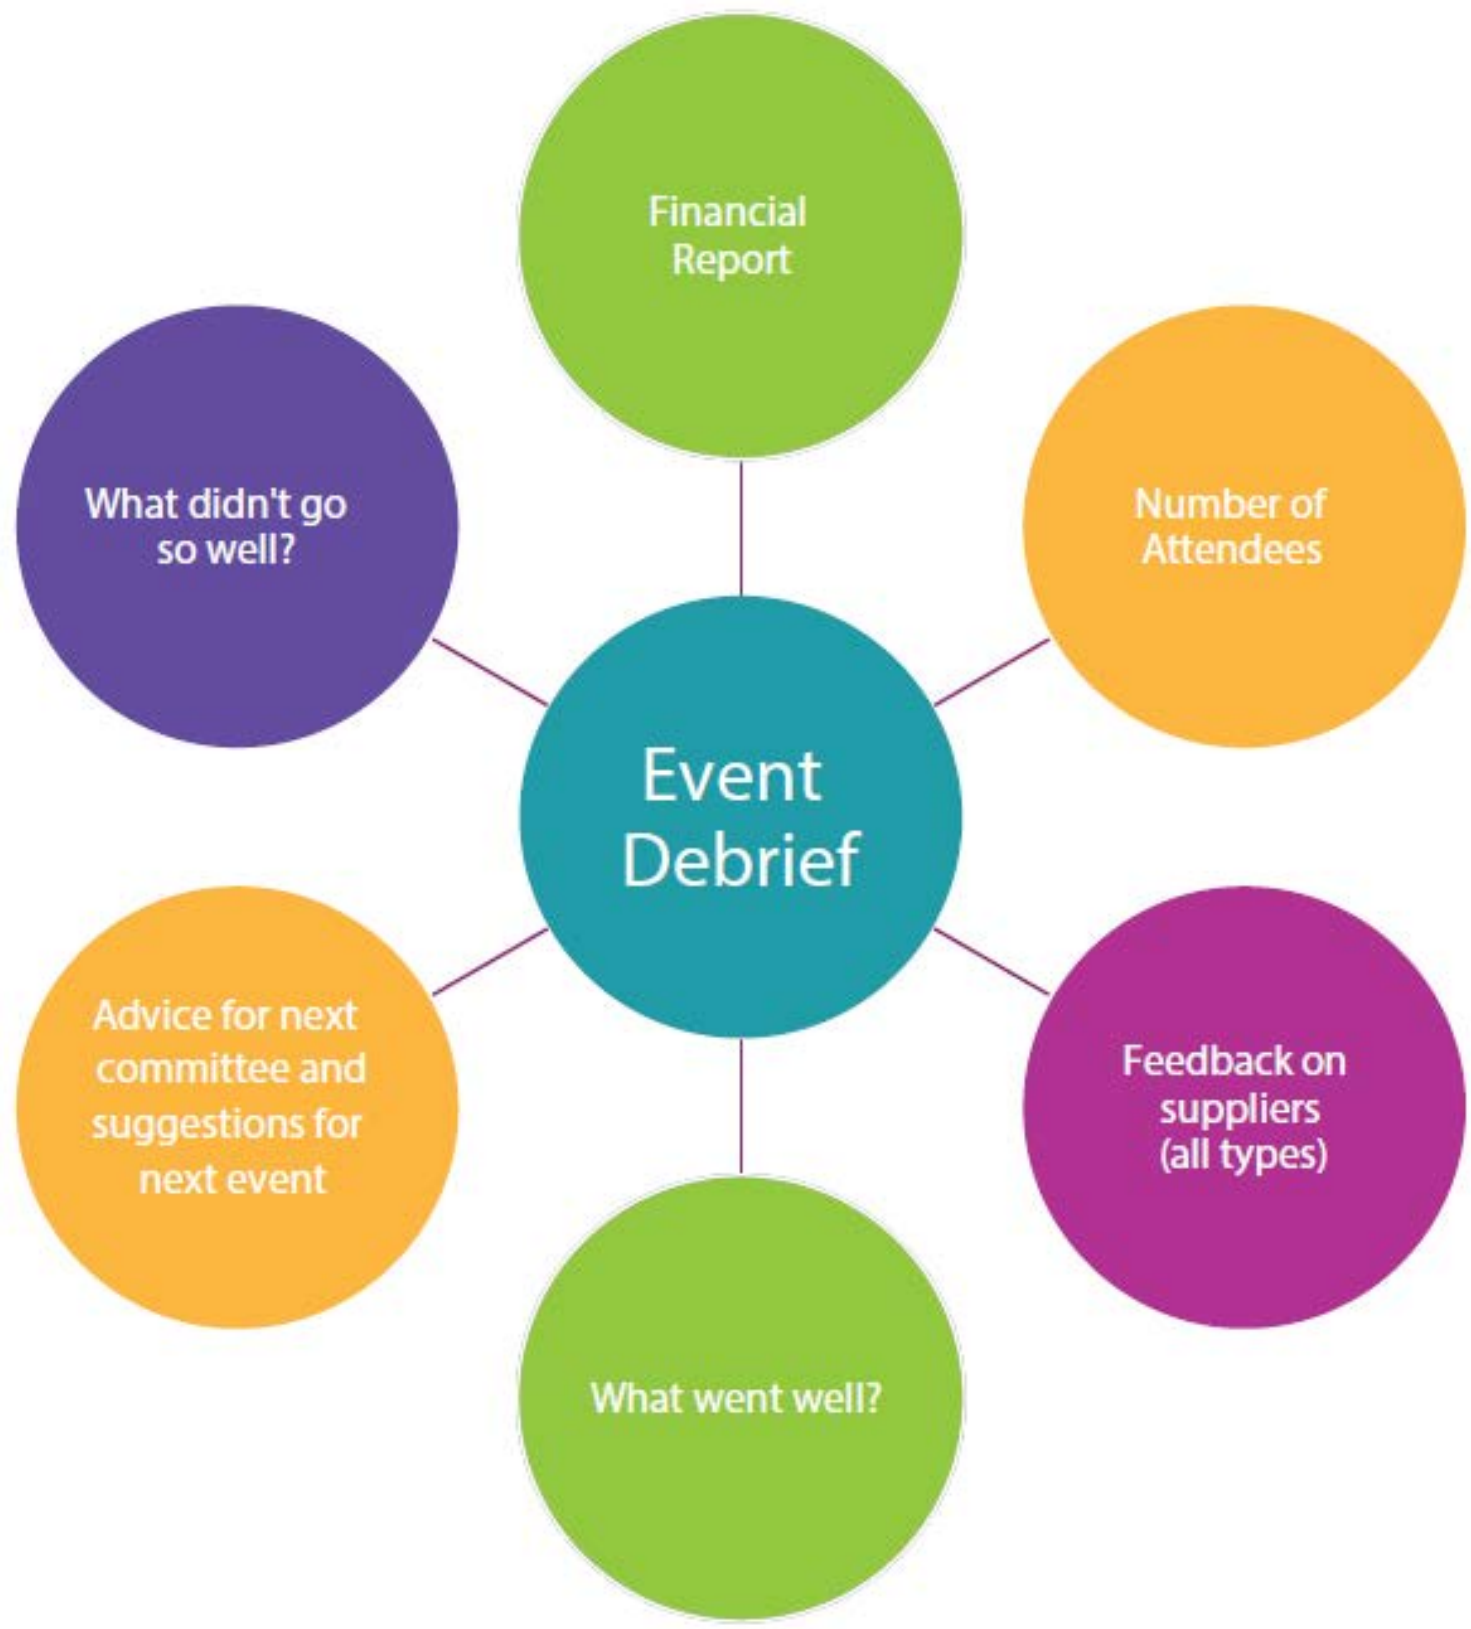 Financial
Report
Number of
Attendees
Feedback on
suppliers
(all types)
What went well?
Advice for next
committee and
suggestions for
next event
What didn't go
so well?
Event
Debrief